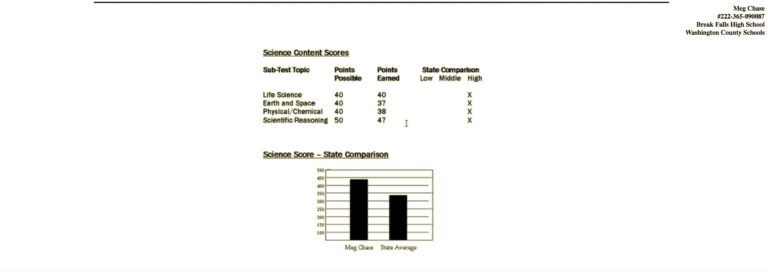 Meg Chase
#222-365-090087
Break Falls High School
Washington County Schools
Science Content Scores
Sub-Test Topic Points Possible Points Earned State Comparison Low Middle High
Life Science 40 40 X
Earth and Space 40 37 X
Physical/Chemical 40 38 X
Scientific Reasoning 50 47 X
Science Score – State Comparison
500
450
400
350
300
250
200
150
100
Meg Chase State Average